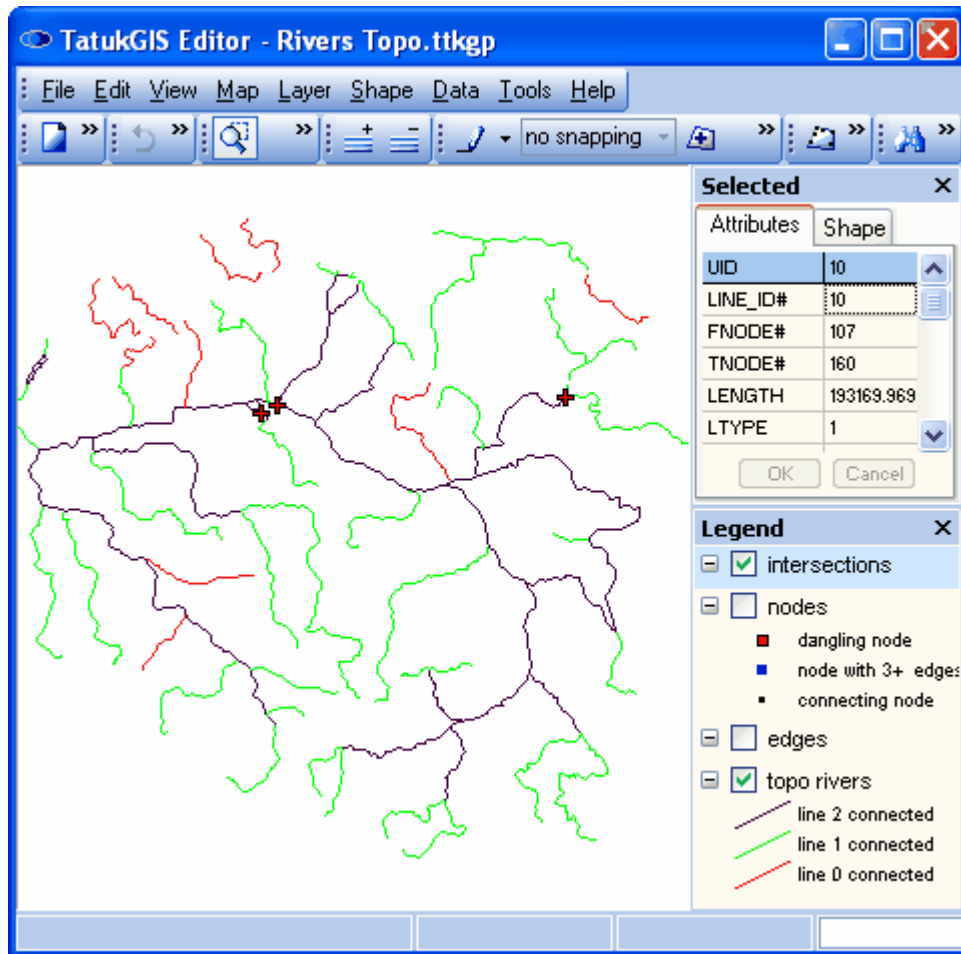 TatukGIS Editor - Rivers Topo.ttkgp
File Edit View Map Layer Shape Data Tools Help
no snapping
Selected
Attributes Shape
UID 10
LINE_ID# 10
FNODE# 107
TNODE# 160
LENGTH 193169.969
LTYPE 1
OK Cancel
Legend
intersections
nodes
dangling node
node with 3+ edges
connecting node
edges
topo rivers
line 2 connected
line 1 connected
line 0 connected